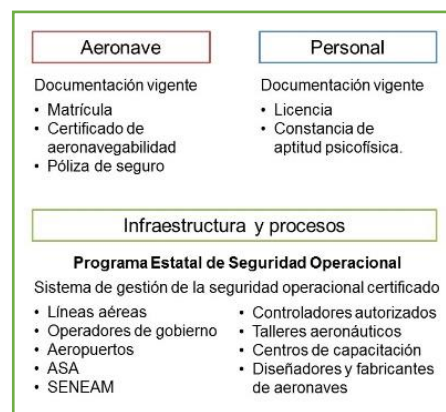 Aeronave
Documentación vigente
• Matrícula
• Certificado de
aeronavegabilidad
• Póliza de seguro
Personal
Documentación vigente
• Licencia
• Constancia de
aptitud psicofísica.
Infraestructura y procesos
Programa Estatal de Seguridad Operacional
Sistema de gestión de la seguridad operacional certificado
• Líneas aéreas
• Operadores de gobierno
• Aeropuertos
• ASA
• SENEAM
• Controladores autorizados
• Talleres aeronáuticos
• Centros de capacitación
• Diseñadores y fabricantes
de aeronaves